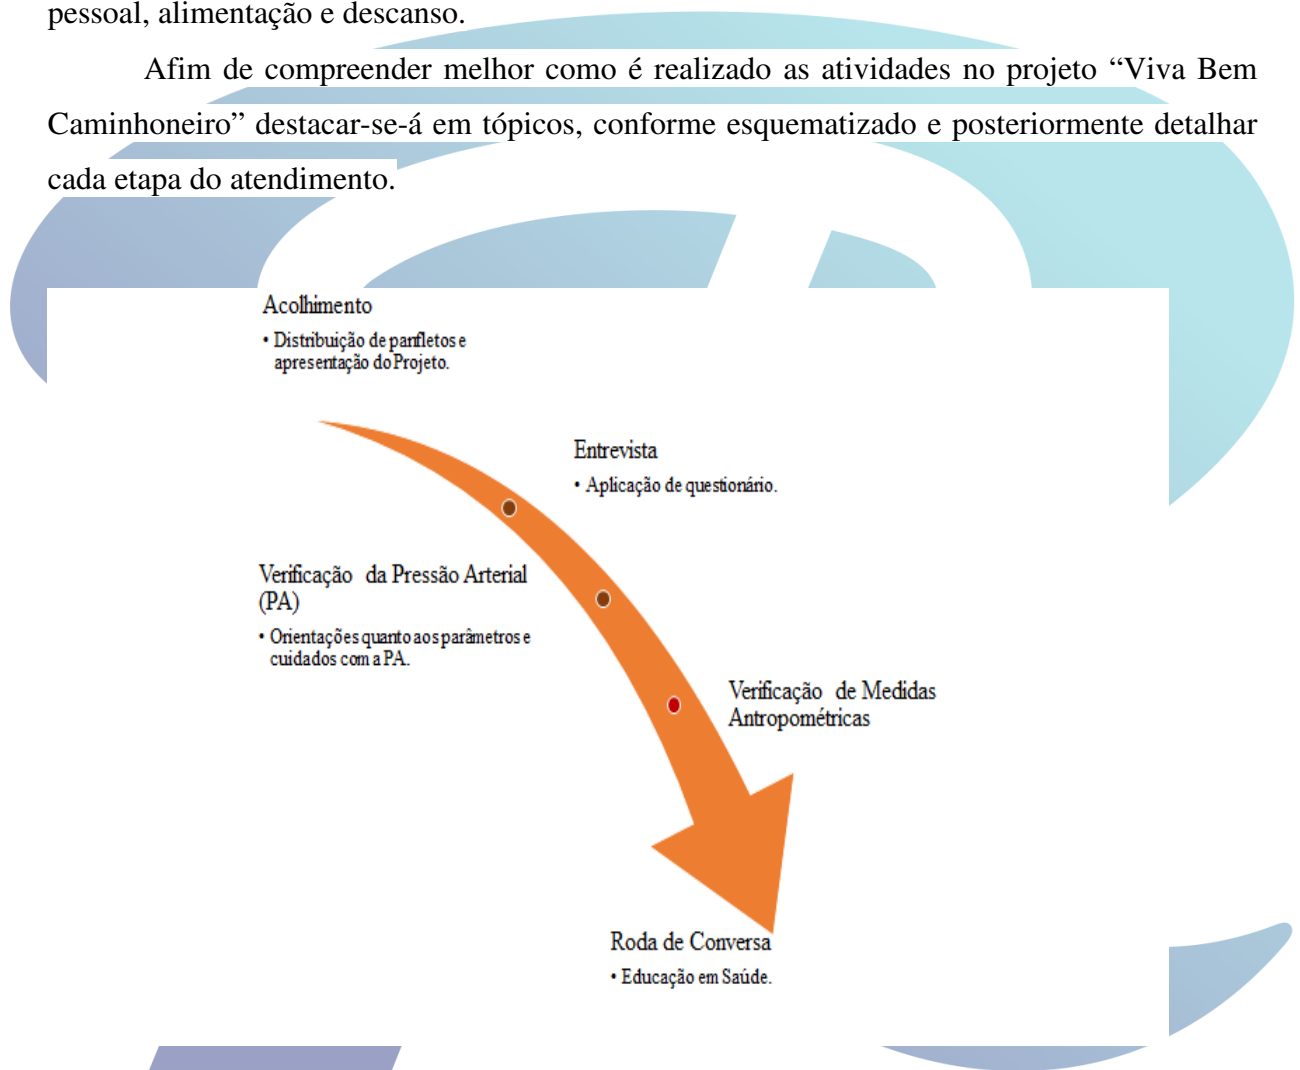 pessoal, alimentação e descanso.
Afim de compreender melhor como é realizado as atividades no projeto “Viva Bem
Caminhoneiro” destacar-se-á em tópicos, conforme esquematizado e posteriormente detalhar
cada etapa do atendimento.
Acolhimento
• Distribuição de panfletos e
apresentação do Projeto.
Entrevista
• Aplicação de questionário.
Verificação da Pressão Arterial
(PA)
• Orientações quanto aos parâmetros e
cuidados com a PA.
Verificação de Medidas
Antropométricas
Roda de Conversa
• Educação em Saúde.